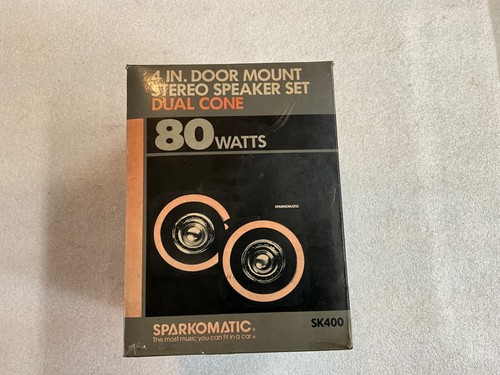 4 IN. DOOR MOUNT
STEREO SPEAKER SET
DUAL CONE
80 WATTS
SPARKOMATIC
SPARKOMATIC®
SK400
The most music you can fit in a car ®